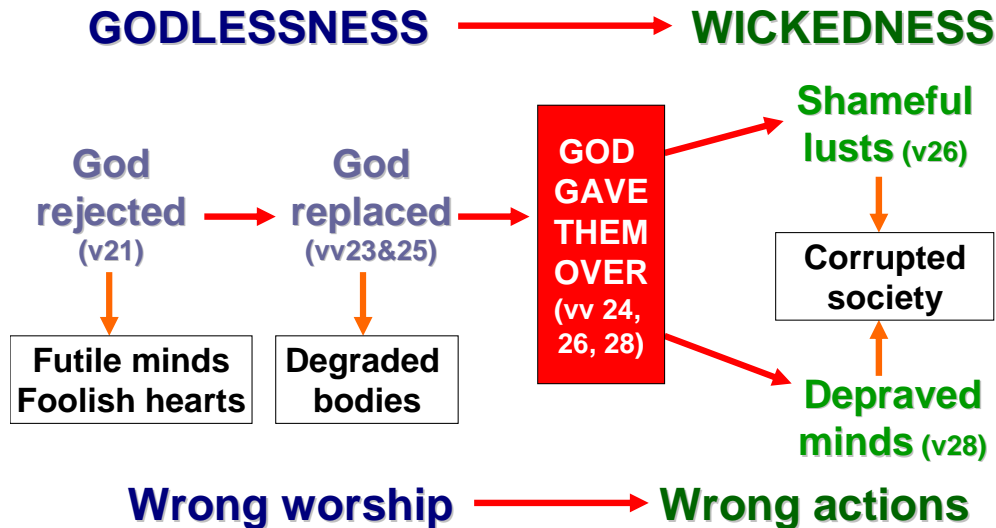 GODLESSNESS
WICKEDNESS
God
rejected
(v21)
God
replaced
(vv23&25)
GOD
GAVE
THEM
OVER
(vv 24,
26, 28)
Shameful
lusts (v26)
Corrupted
society
Futile minds
Foolish hearts
Degraded
bodies
Depraved
minds (v28)
Wrong worship
Wrong actions